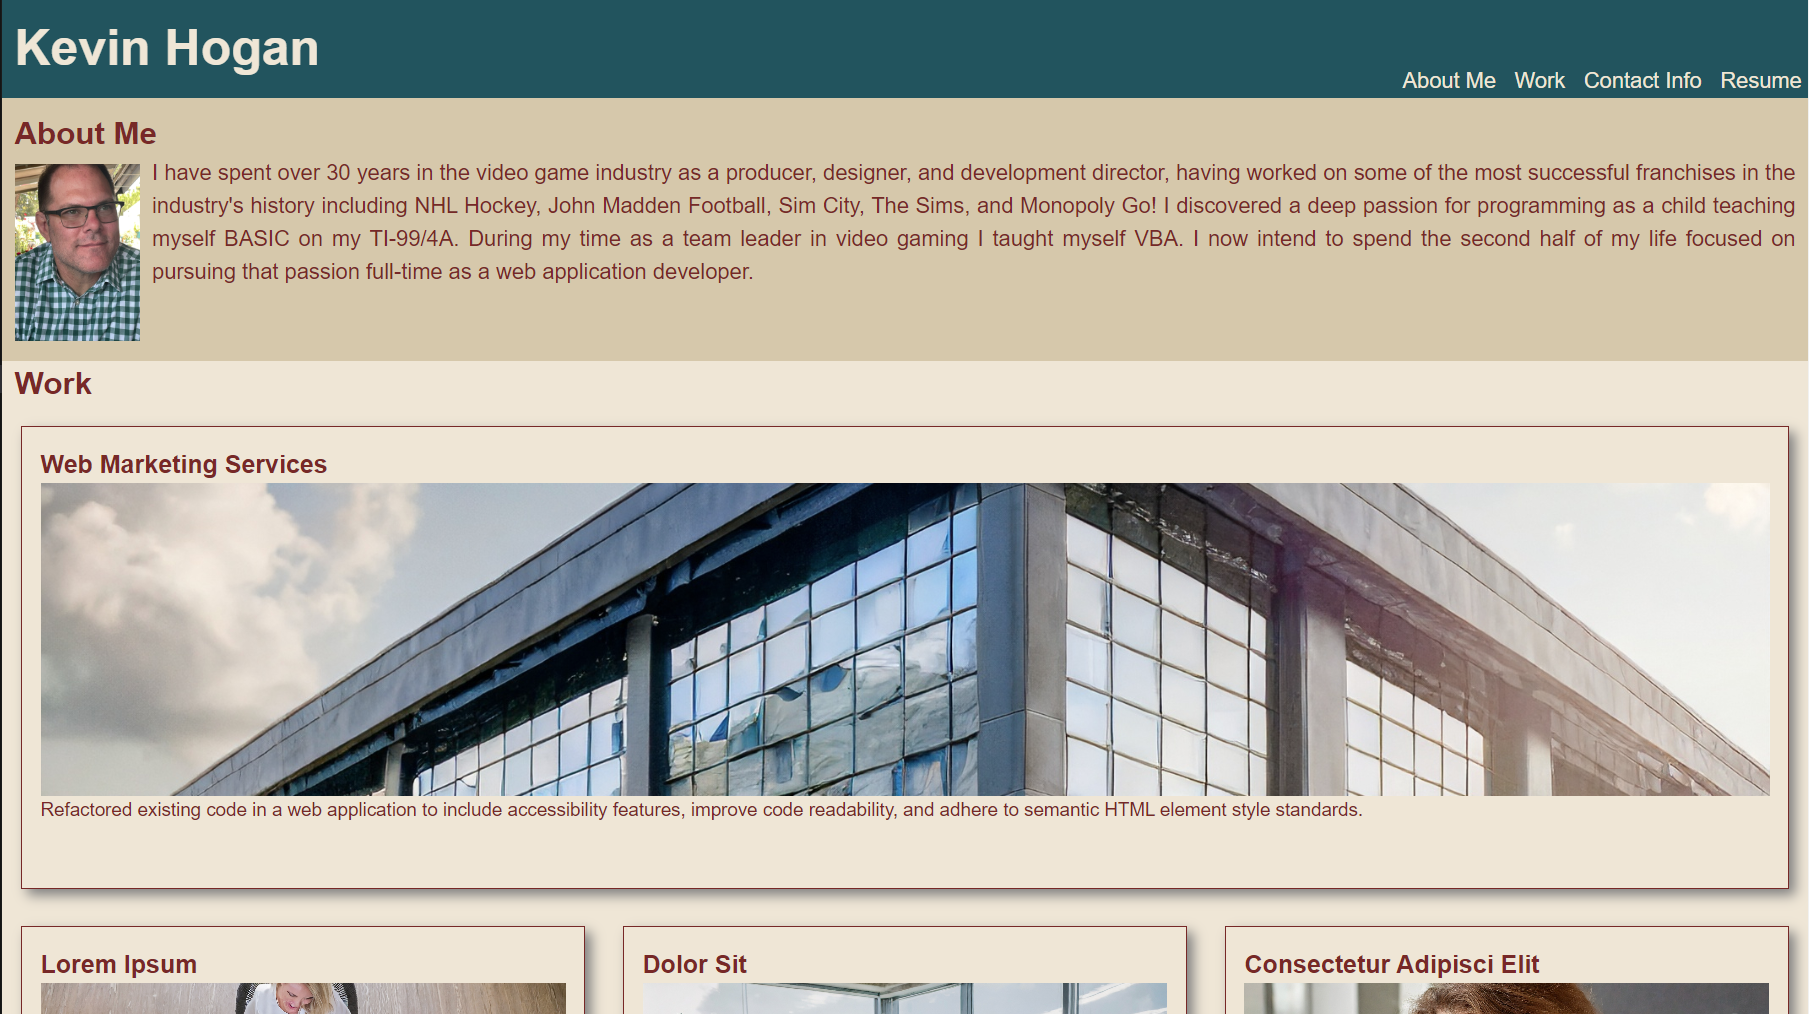 Kevin Hogan
About Me Work Contact Info Resume
About Me
I have spent over 30 years in the video game industry as a producer, designer, and development director, having worked on some of the most successful franchises in the
industry's history including NHL Hockey, John Madden Football, Sim City, The Sims, and Monopoly Go! I discovered a deep passion for programming as a child teaching
myself BASIC on my TI-99/4A. During my time as a team leader in video gaming I taught myself VBA. I now intend to spend the second half of my life focused on
pursuing that passion full-time as a web application developer.
Work
Web Marketing Services
Refactored existing code in a web application to include accessibility features, improve code readability, and adhere to semantic HTML element style standards.
Lorem Ipsum
Dolor Sit
Consectetur Adipisci Elit